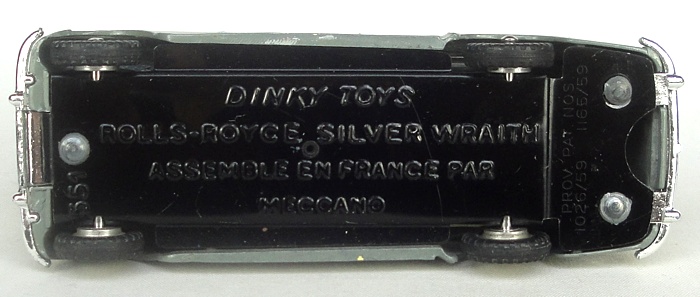 DINKY TOYS
ROLLS-ROYCE SILVER WRAITH
ASSEMBLE EN FRANCE PAR
MECCANO
551
PROV. PAT. NOS.
1026/59 1165/59